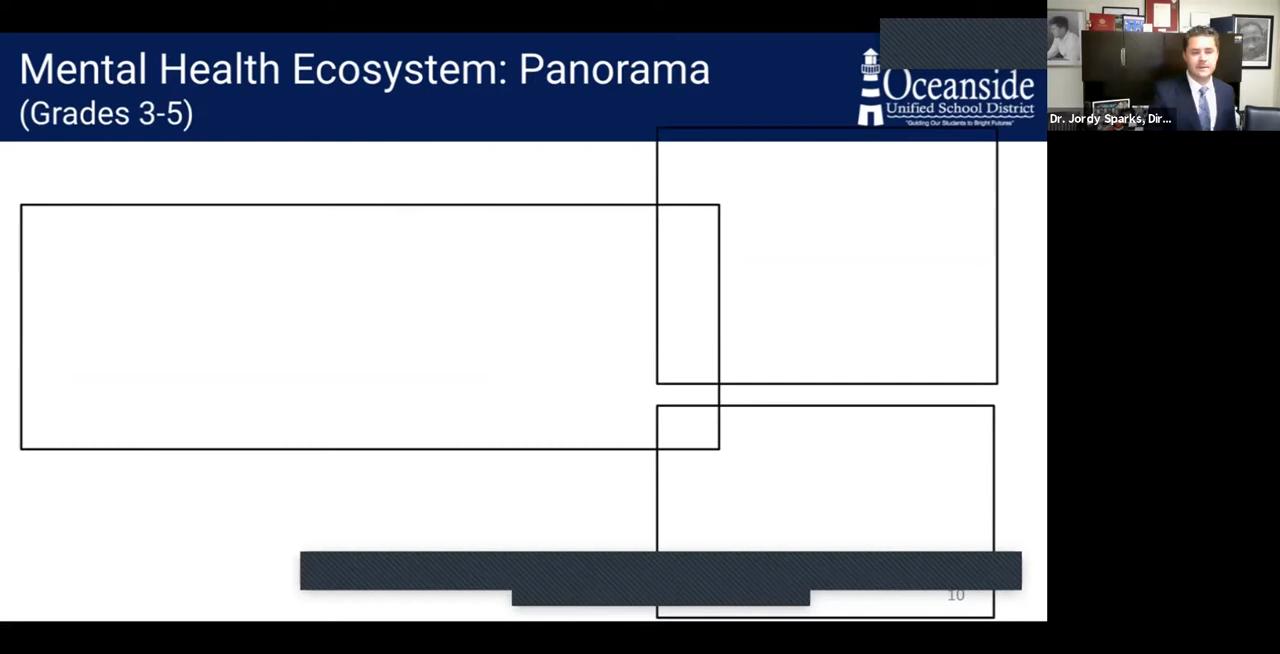 Mental Health Ecosystem: Panorama
(Grades 3-5)
Oceanside
Unified School District
"Guiding Our Students to Bright Futures"
Dr. Jordy Sparks, Dir...
10